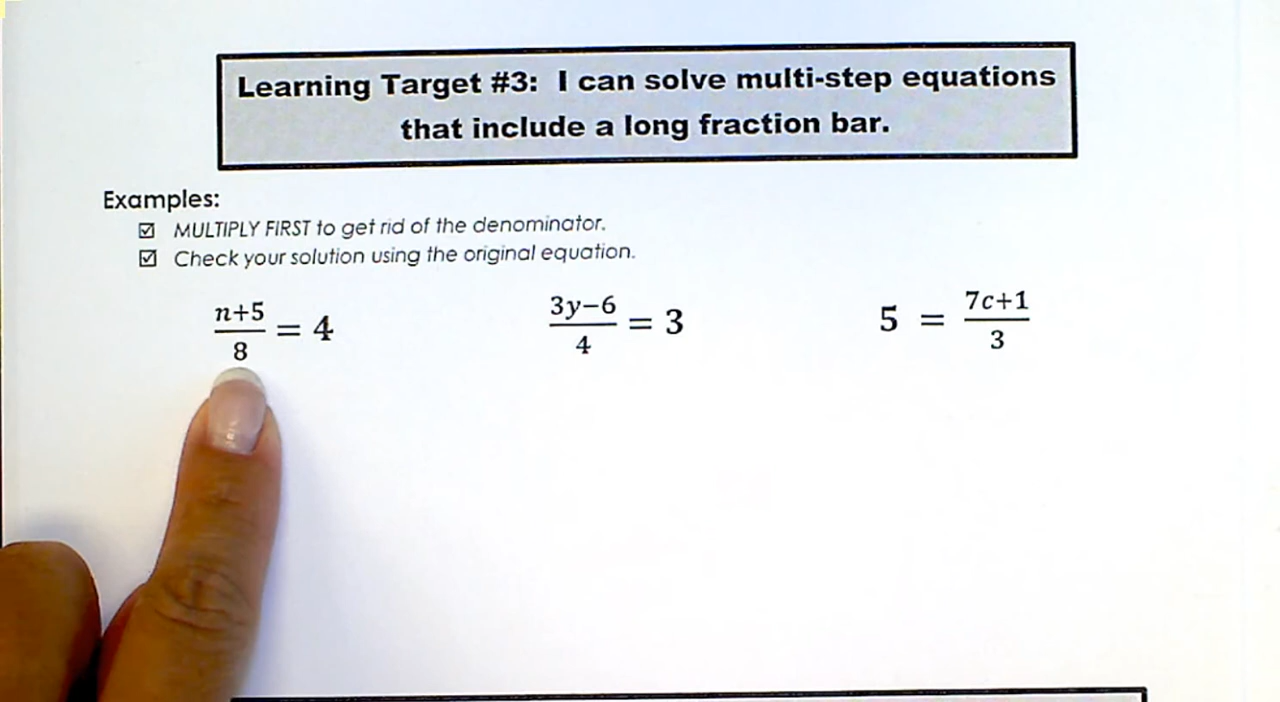 Learning Target #3: I can solve multi-step equations
that include a long fraction bar.
Examples:
☑ MULTIPLY FIRST to get rid of the denominator.
☑ Check your solution using the original equation.
n+5/8 = 4
3y−6/4 = 3
5 = 7c+1/3